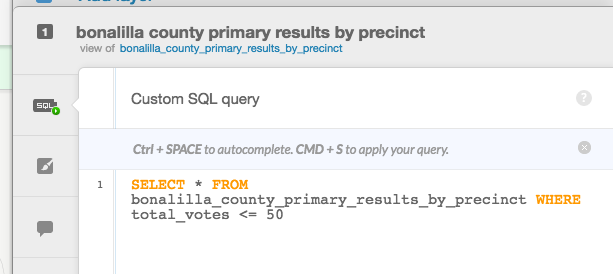 1
bonalilla county primary results by precinct
view of bonalilla_county_primary_results_by_precinct
SQL
Custom SQL query
?
Ctrl + SPACE to autocomplete. CMD + S to apply your query.
1 SELECT * FROM
bonalilla_county_primary_results_by_precinct WHERE
total_votes <= 50